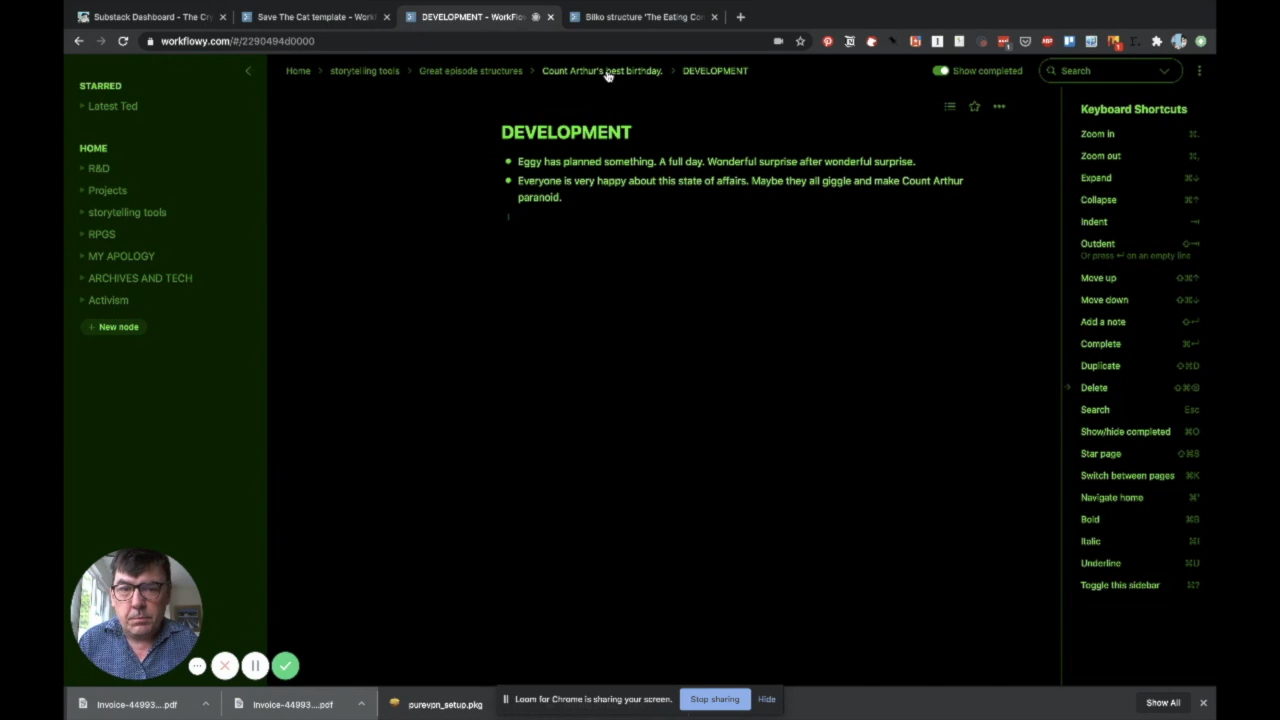 Substack Dashboard - The Cr
Save The Cat template - Work
DEVELOPMENT - WorkFlo
Bilko structure 'The Eating Con
workflowy.com/#/2290494d0000
STARRED
Latest Ted
HOME
R&D
Projects
storytelling tools
RPGS
MY APOLOGY
ARCHIVES AND TECH
Activism
+ New node
Home > storytelling tools > Great episode structures > Count Arthur's best birthday. > DEVELOPMENT
Show completed
Search
DEVELOPMENT
Eggy has planned something. A full day. Wonderful surprise after wonderful surprise.
Everyone is very happy about this state of affairs. Maybe they all giggle and make Count Arthur
paranoid.
Keyboard Shortcuts
Zoom in ⌘.
Zoom out ⌘,
Expand ⌘↓
Collapse ⌘↑
Indent
Outdent
Or press ↵ on an empty line
Move up ⇧⌘↑
Move down ⇧⌘↓
Add a note ⇧↵
Complete ⌘↵
Duplicate ⇧⌘D
Delete ⇧⌘⌫
Search Esc
Show/hide completed ⌘O
Star page ⇧⌘8
Switch between pages ⌘K
Navigate home ⌘'
Bold ⌘B
Italic ⌘I
Underline ⌘U
Toggle this sidebar ⌘?
Invoice-44993....pdf
Invoice-44993....pdf
purevpn_setup.pkg
Loom for Chrome is sharing your screen.
Stop sharing
Hide
Show All